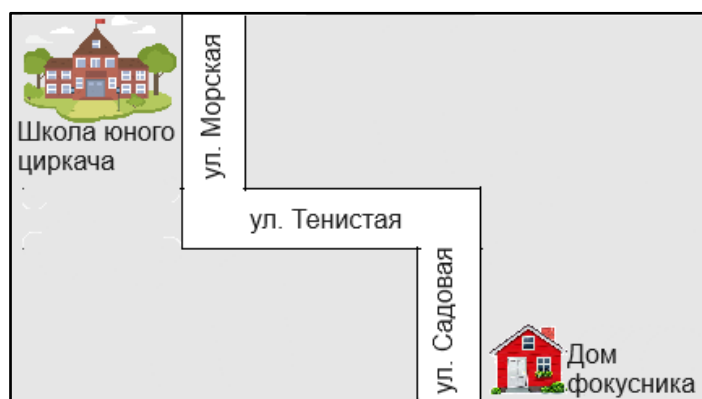 Школа юного
циркача
ул. Морская
ул. Тенистая
ул. Садовая
Дом
фокусника